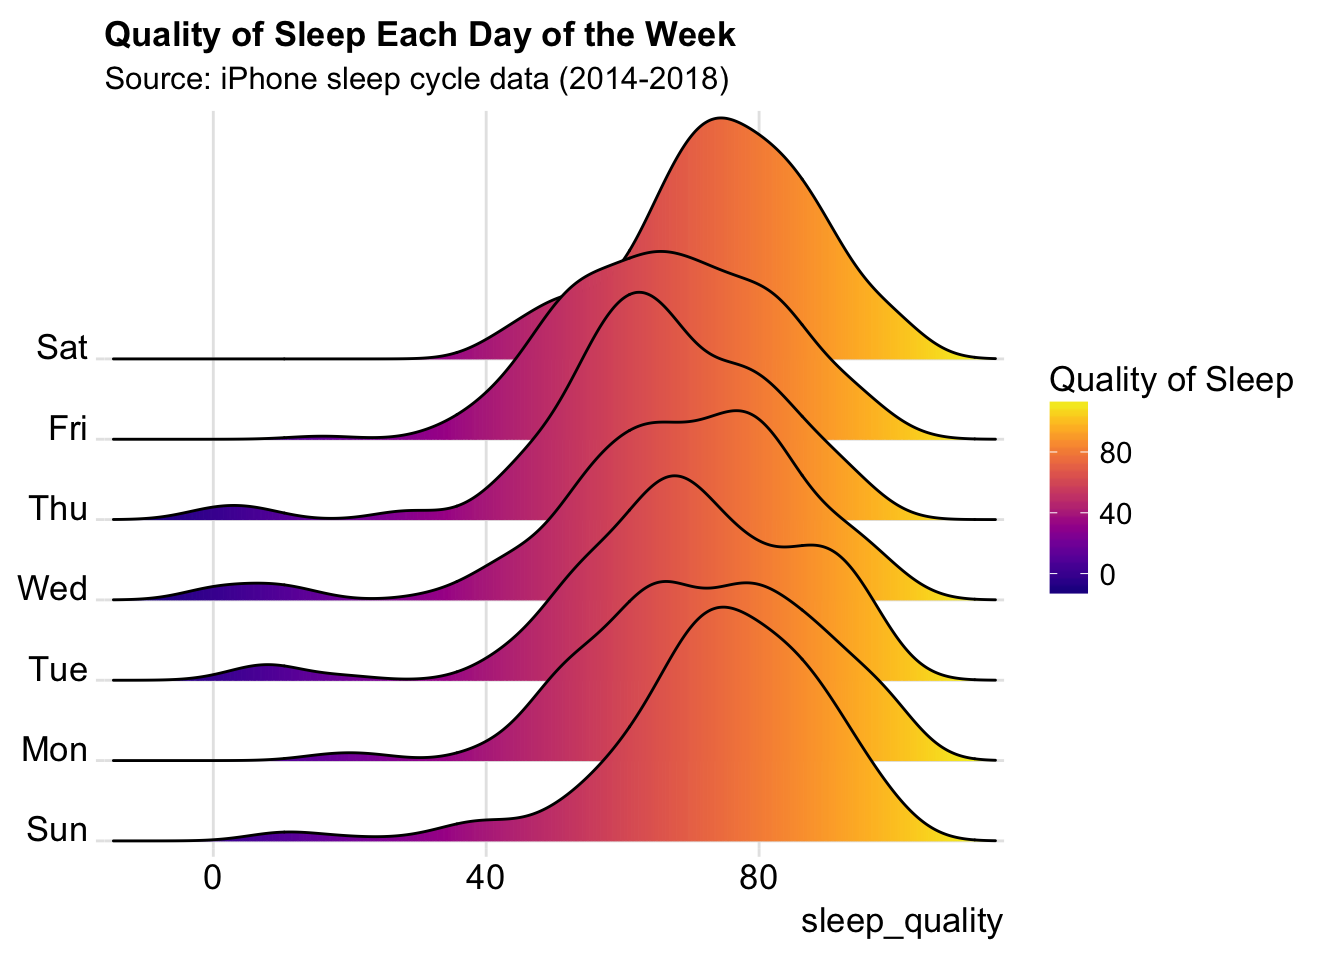 Quality of Sleep Each Day of the Week
Source: iPhone sleep cycle data (2014-2018)
Sat
Fri
Thu
Wed
Tue
Mon
Sun
0
40
80
sleep_quality
Quality of Sleep
80
40
0